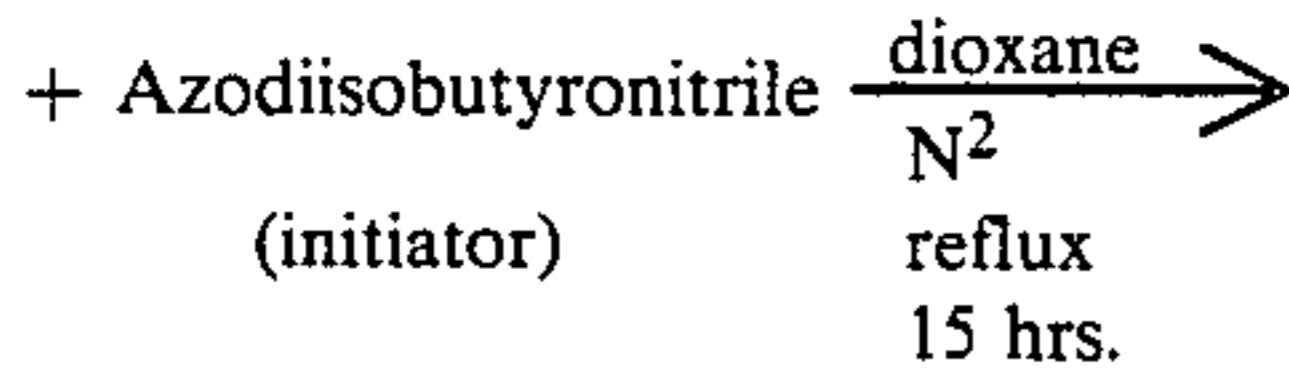 dioxane
+ Azodiisobutyronitrile
N²
(initiator)
reflux
15 hrs.